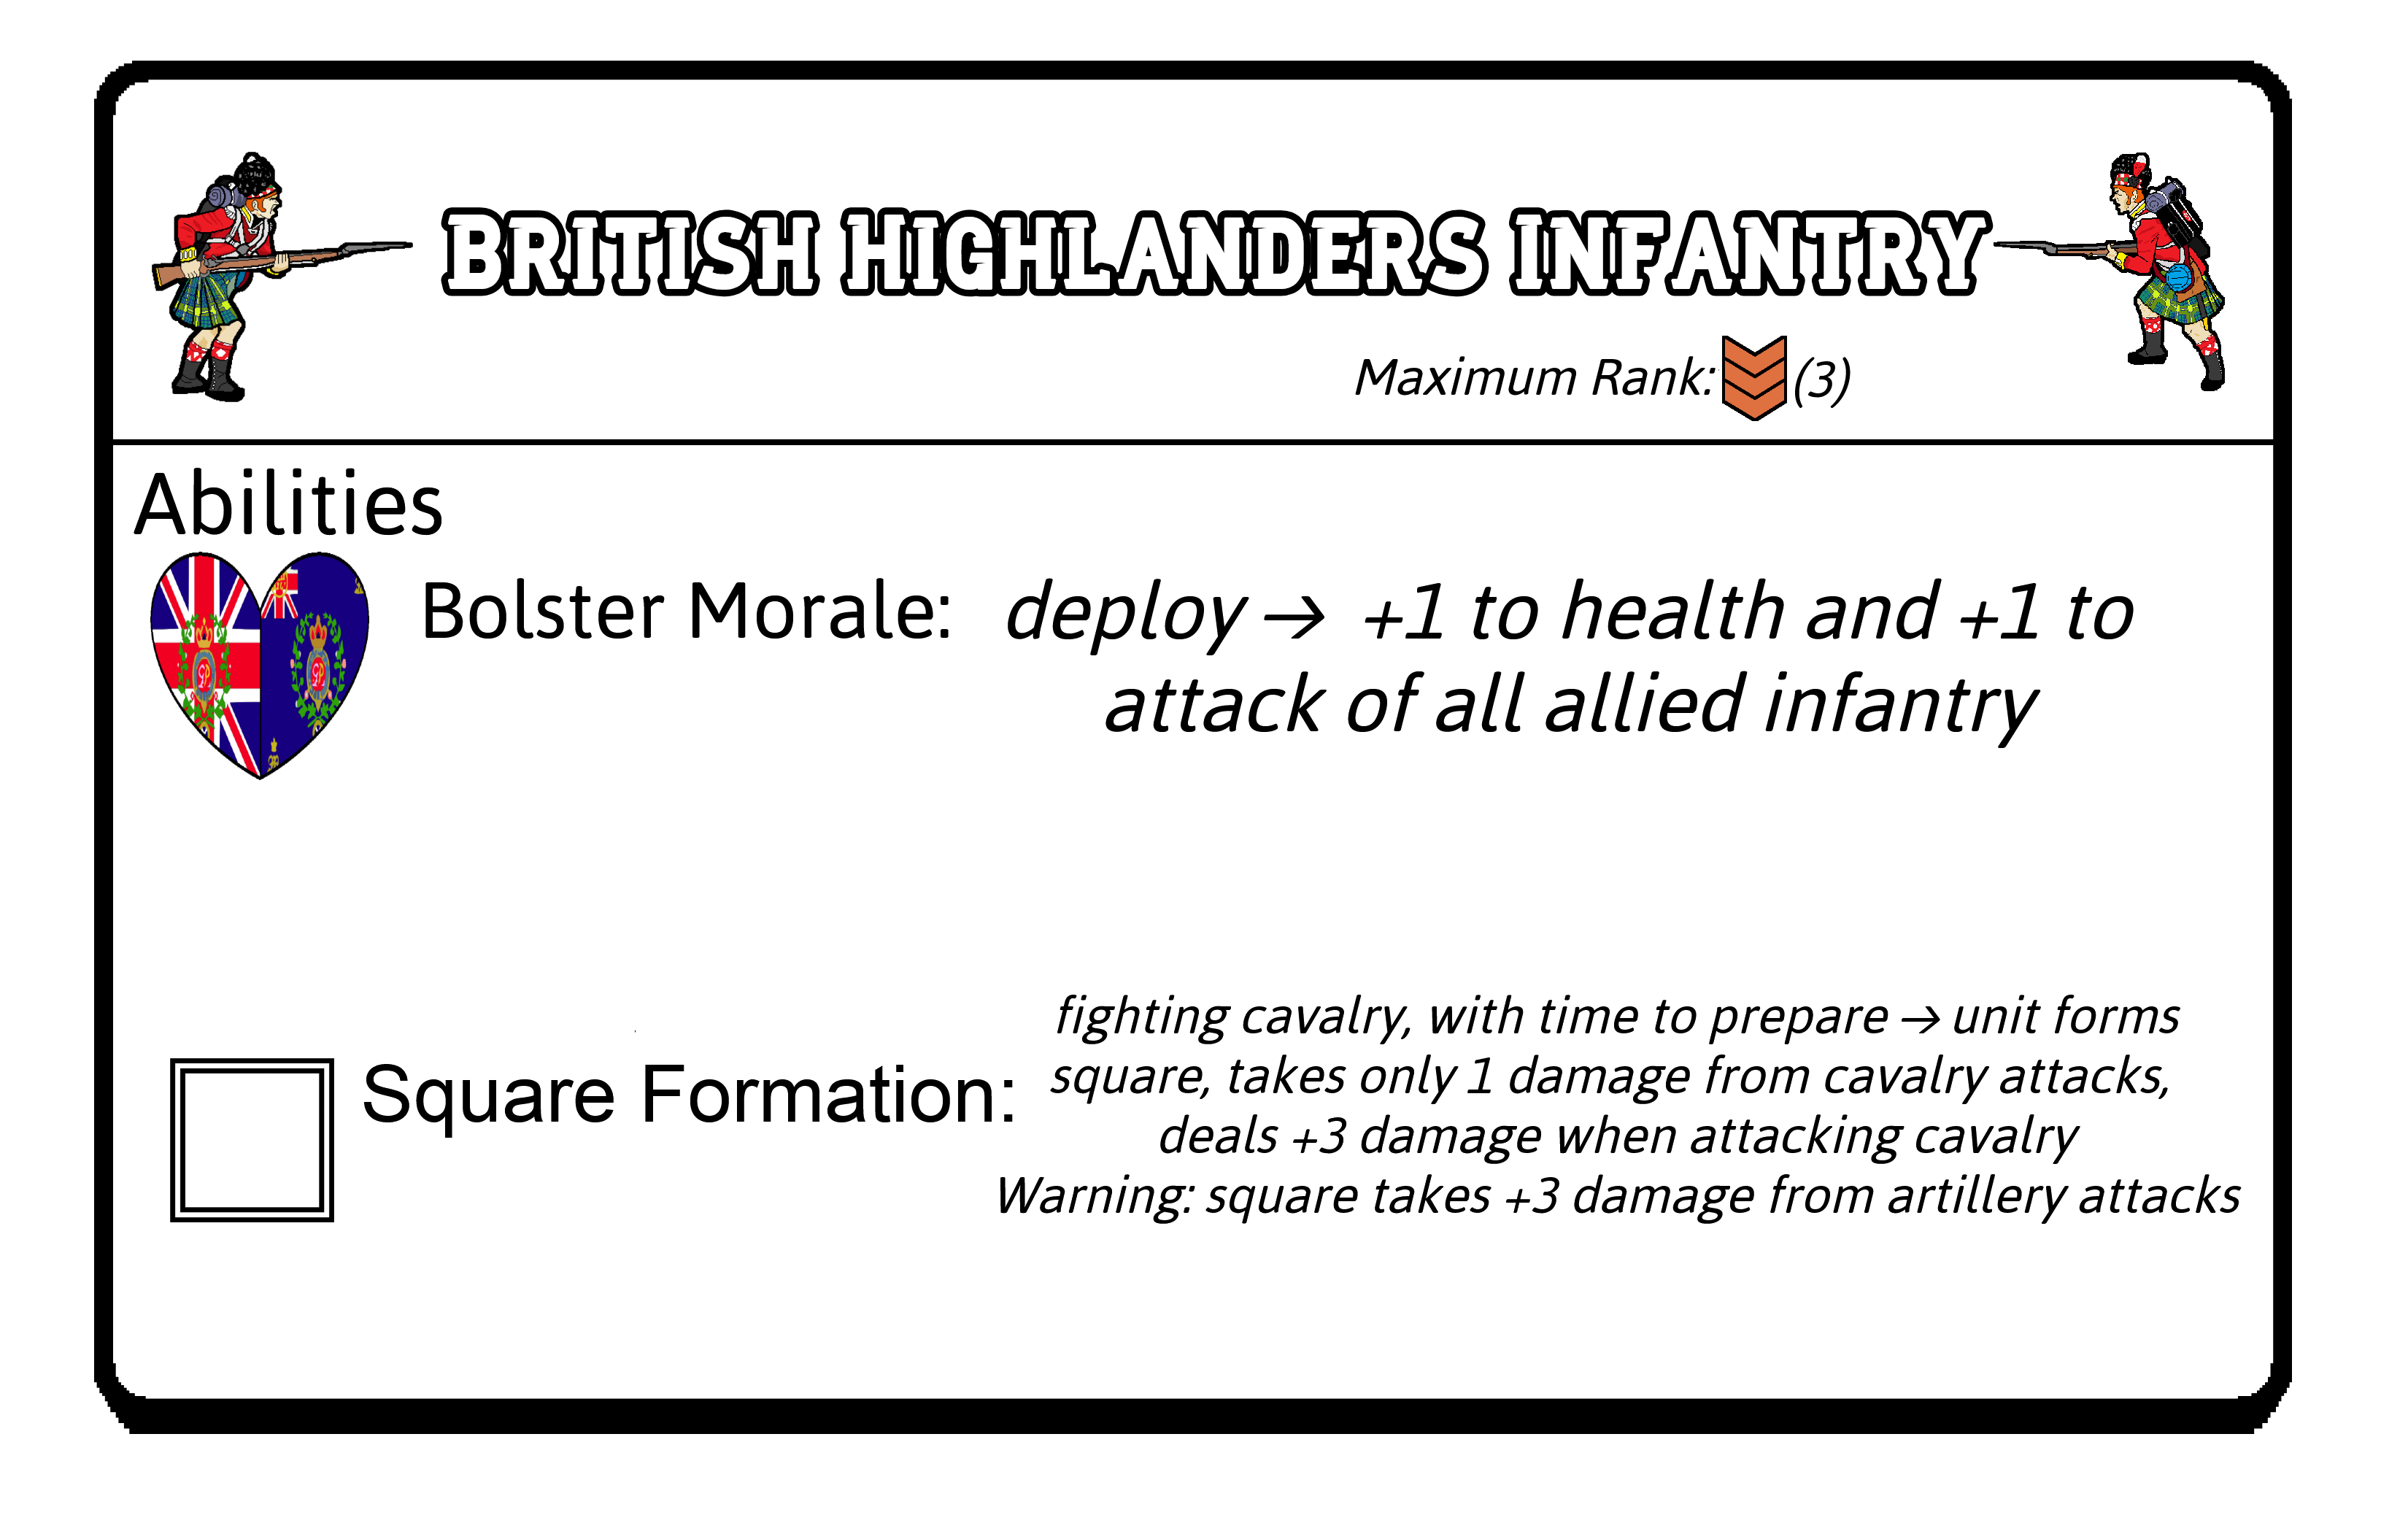 British Highlanders Infantry
Maximum Rank: (3)
Abilities
Bolster Morale: deploy → +1 to health and +1 to
attack of all allied infantry
fighting cavalry, with time to prepare → unit forms
Square Formation: square, takes only 1 damage from cavalry attacks,
deals +3 damage when attacking cavalry
Warning: square takes +3 damage from artillery attacks